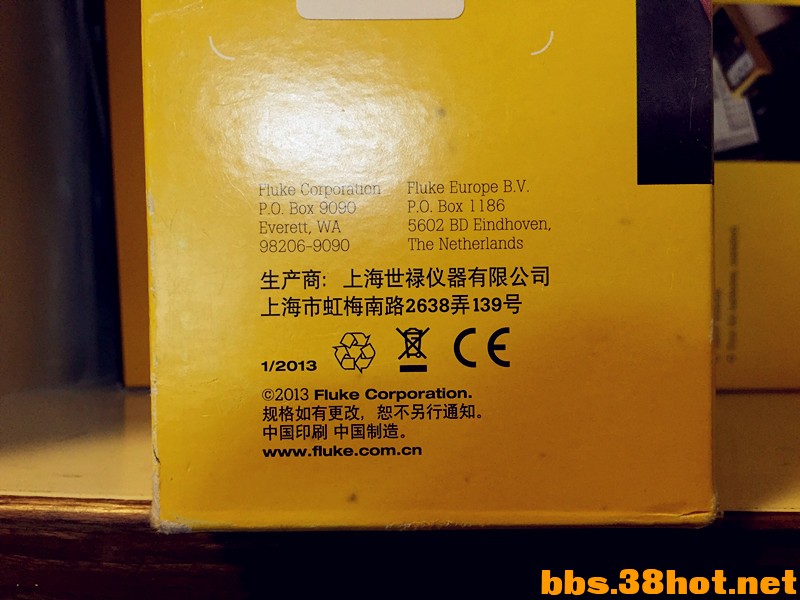 Fluke Corporation
P.O. Box 9090
Everett, WA
98206-9090
Fluke Europe B.V.
P.O. Box 1186
5602 BD Eindhoven,
The Netherlands
生产商：上海世禄仪器有限公司
上海市虹梅南路2638弄139号
1/2013
CE
©2013 Fluke Corporation.
规格如有更改，恕不另行通知。
中国印刷 中国制造。
www.fluke.com.cn
bbs.38hot.net